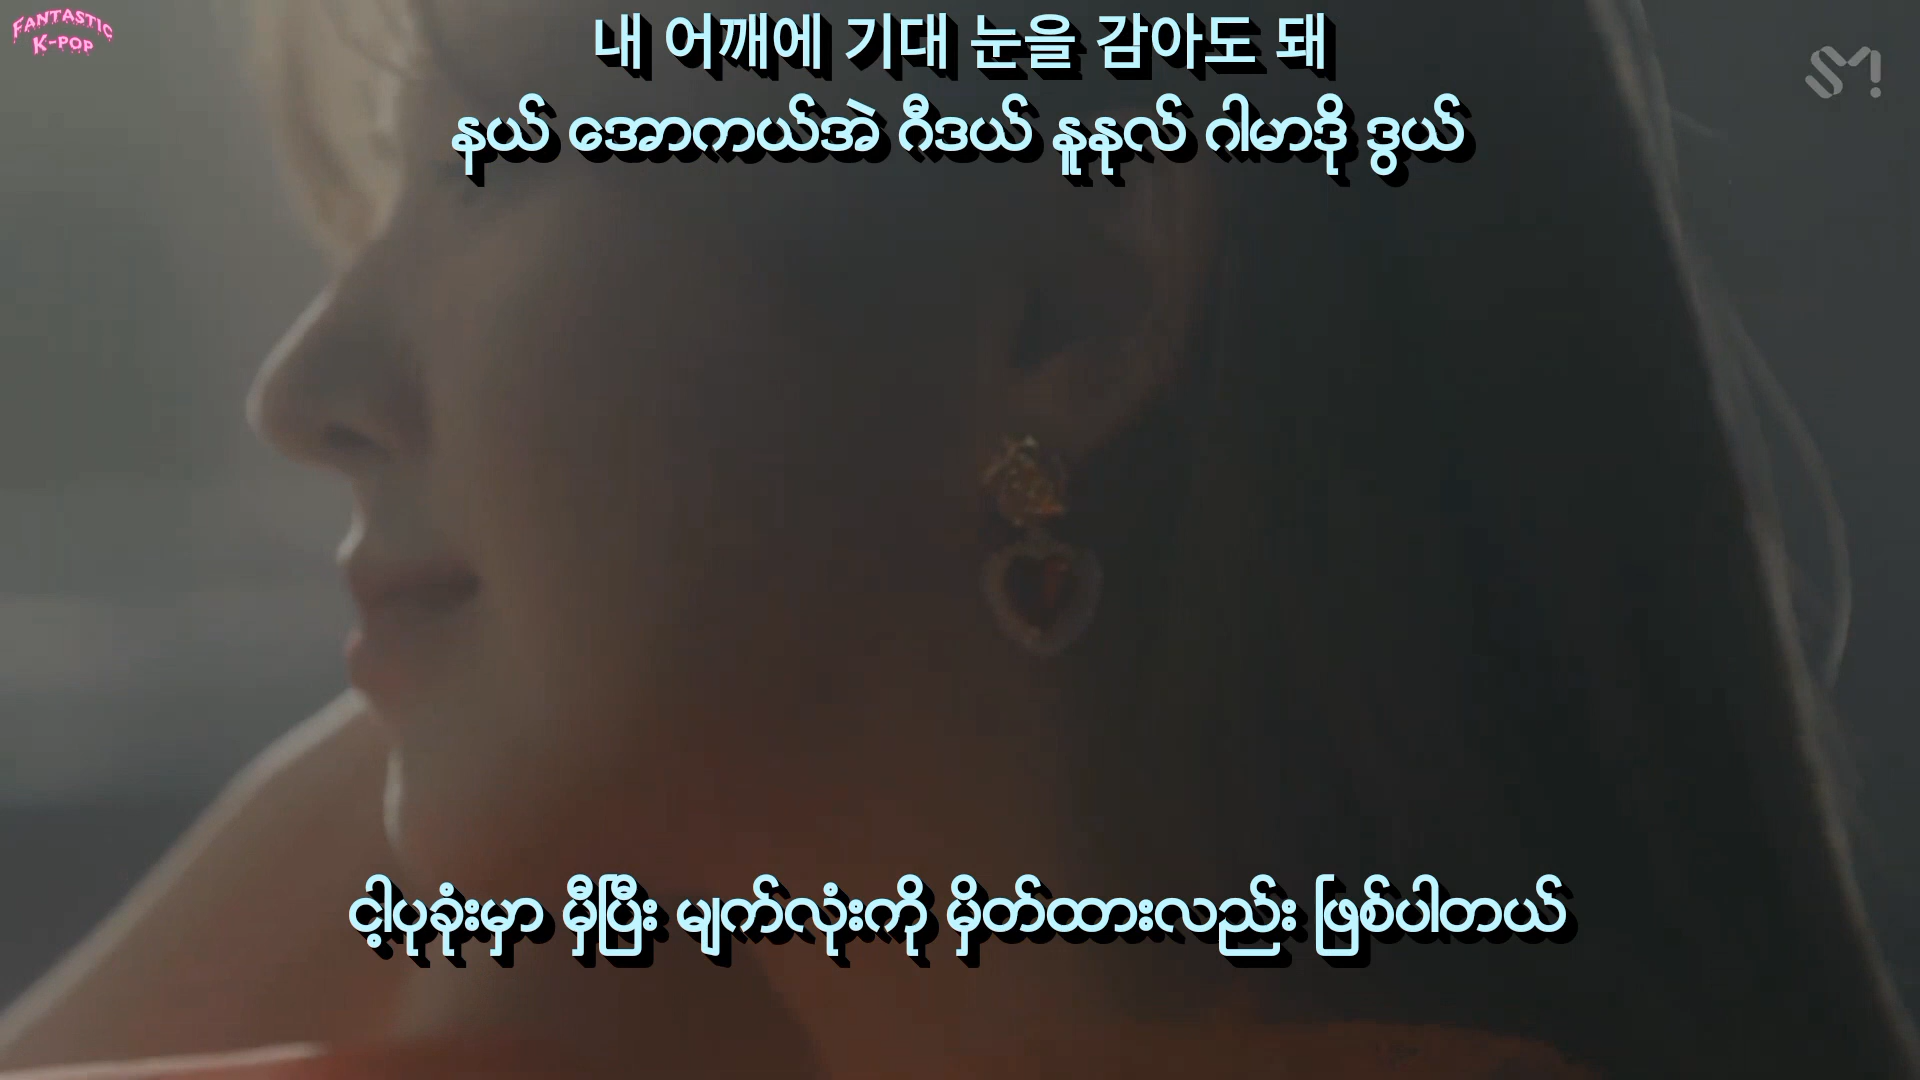 FANTASTIC
K-POP
SM!
내 어깨에 기대 눈을 감아도 돼
နယ် အောကယ်အဲ ဂီဒယ် နူနုလ် ဂါမာဒို ဒွယ်
ငါ့ပုခုံးမှာ မှီပြီး မျက်လုံးကို မှိတ်ထားလည်း ဖြစ်ပါတယ်